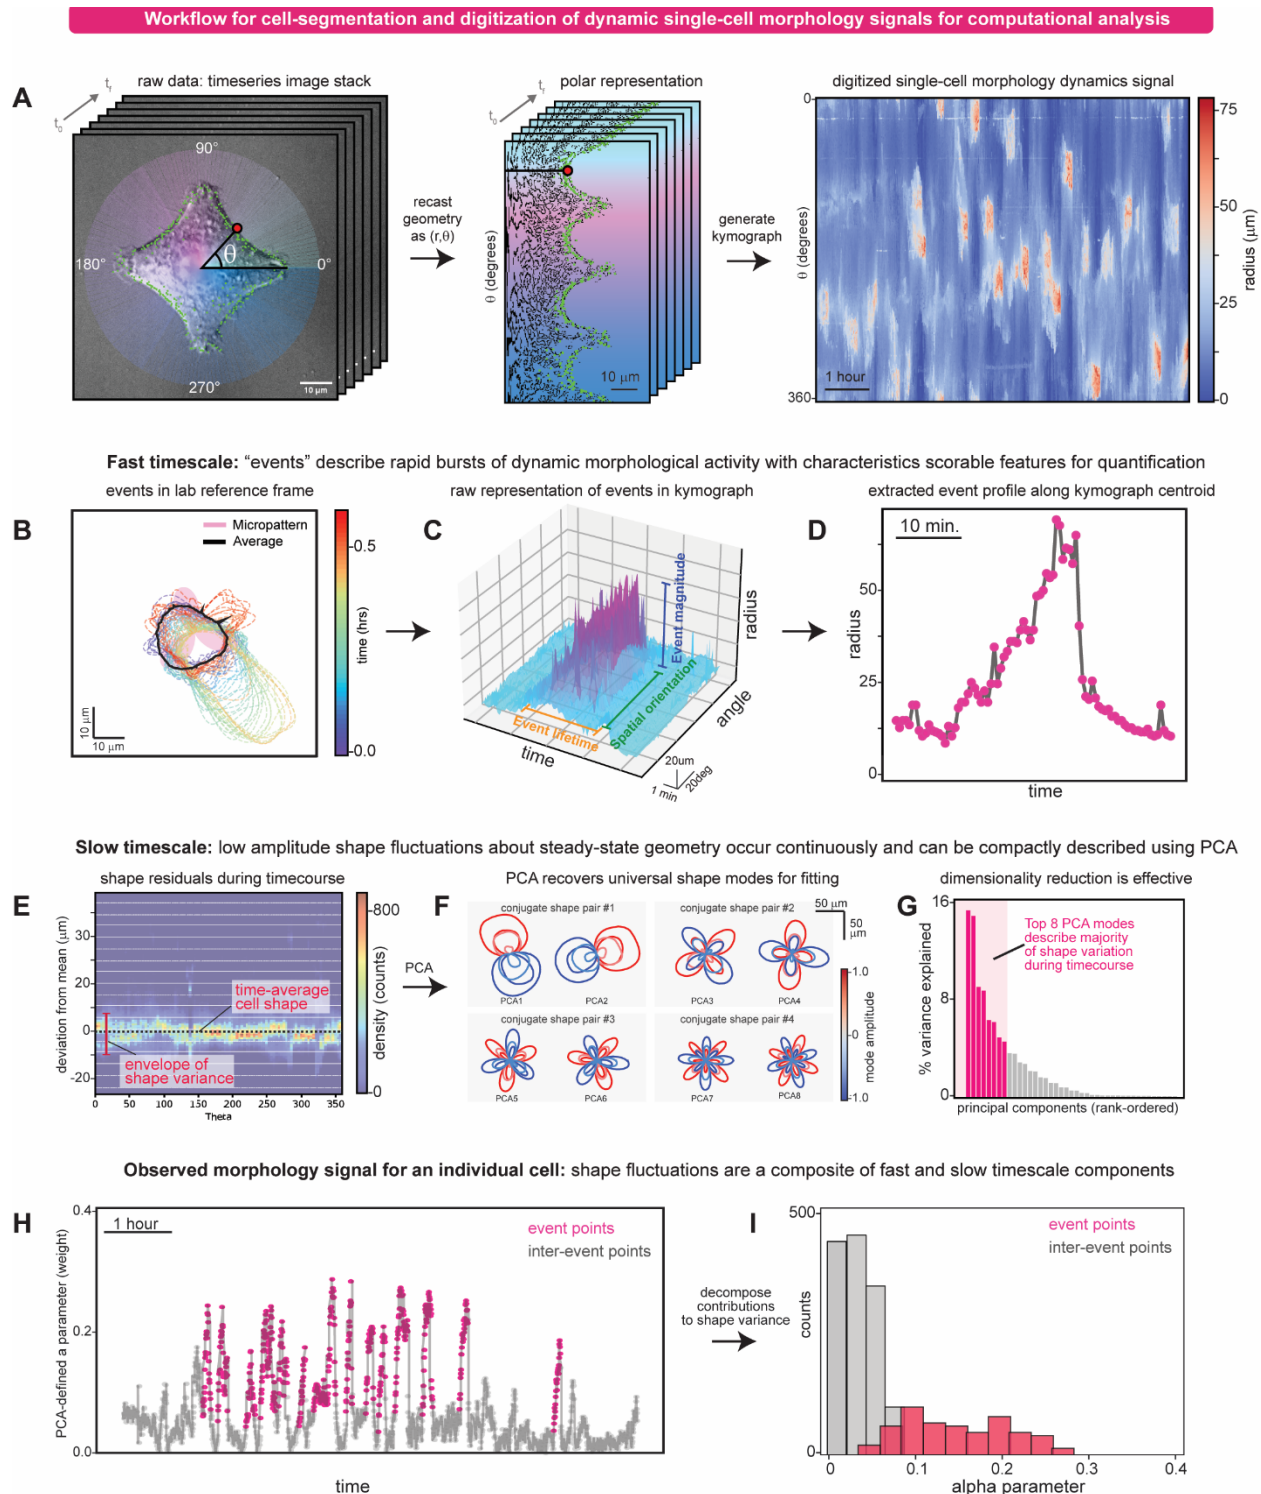 Workflow for cell-segmentation and digitization of dynamic single-cell morphology signals for computational analysis
A
raw data: timeseries image stack
t0
tf
90°
180°
0°
270°
θ
10 μm
recast
geometry
as (r,θ)
polar representation
t0
tf
θ (degrees)
10 μm
generate
kymograph
digitized single-cell morphology dynamics signal
0
360
θ (degrees)
1 hour
75
50
25
0
radius (μm)
Fast timescale: “events” describe rapid bursts of dynamic morphological activity with characteristics scorable features for quantification
B
events in lab reference frame
Micropattern
Average
10 μm
10 μm
0.5
0.0
time (hrs)
C
raw representation of events in kymograph
Event magnitude
Spatial orientation
Event lifetime
radius
angle
time
20um
20deg
1 min
D
extracted event profile along kymograph centroid
10 min.
50
25
0
radius
time
Slow timescale: low amplitude shape fluctuations about steady-state geometry occur continuously and can be compactly described using PCA
E
shape residuals during timecourse
deviation from mean (μm)
30
20
0
-20
time-average
cell shape
envelope of
shape variance
0 50 100 150 200 250 300 350
Theta
800
0
density (counts)
PCA
F
PCA recovers universal shape modes for fitting
50 μm
50
μm
conjugate shape pair #1
PCA1
PCA2
conjugate shape pair #2
PCA3
PCA4
conjugate shape pair #3
PCA5
PCA6
conjugate shape pair #4
PCA7
PCA8
1.0
0
-1.0
mode amplitude
G
dimensionality reduction is effective
16
8
0
% variance explained
Top 8 PCA modes
describe majority
of shape variation
during timecourse
principal components (rank-ordered)
Observed morphology signal for an individual cell: shape fluctuations are a composite of fast and slow timescale components
H
0.4
0.2
0.0
PCA-defined a parameter (weight)
1 hour
event points
inter-event points
time
decompose
contributions
to shape variance
I
500
0
counts
event points
inter-event points
0 0.1 0.2 0.3 0.4
alpha parameter